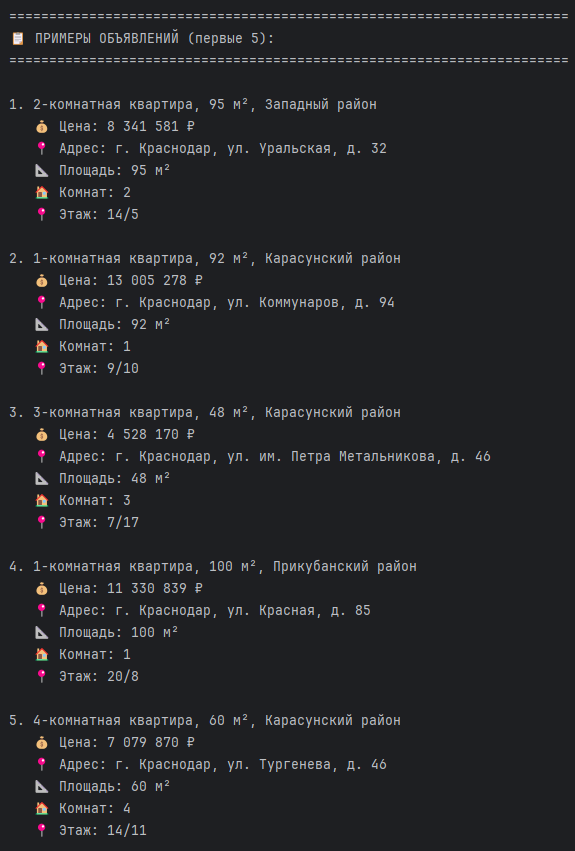 ======================================================================
📋 ПРИМЕРЫ ОБЪЯВЛЕНИЙ (первые 5):
======================================================================
1. 2-комнатная квартира, 95 м², Западный район
💰 Цена: 8 341 581 ₽
📍 Адрес: г. Краснодар, ул. Уральская, д. 32
📐 Площадь: 95 м²
🏠 Комнат: 2
📍 Этаж: 14/5
2. 1-комнатная квартира, 92 м², Карасунский район
💰 Цена: 13 005 278 ₽
📍 Адрес: г. Краснодар, ул. Коммунаров, д. 94
📐 Площадь: 92 м²
🏠 Комнат: 1
📍 Этаж: 9/10
3. 3-комнатная квартира, 48 м², Карасунский район
💰 Цена: 4 528 170 ₽
📍 Адрес: г. Краснодар, ул. им. Петра Метальникова, д. 46
📐 Площадь: 48 м²
🏠 Комнат: 3
📍 Этаж: 7/17
4. 1-комнатная квартира, 100 м², Прикубанский район
💰 Цена: 11 330 839 ₽
📍 Адрес: г. Краснодар, ул. Красная, д. 85
📐 Площадь: 100 м²
🏠 Комнат: 1
📍 Этаж: 20/8
5. 4-комнатная квартира, 60 м², Карасунский район
💰 Цена: 7 079 870 ₽
📍 Адрес: г. Краснодар, ул. Тургенева, д. 46
📐 Площадь: 60 м²
🏠 Комнат: 4
📍 Этаж: 14/11